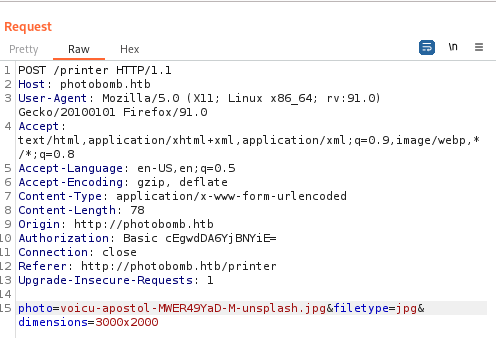 Request
Pretty Raw Hex
\n
1 POST /printer HTTP/1.1
2 Host: photobomb.htb
3 User-Agent: Mozilla/5.0 (X11; Linux x86_64; rv:91.0)
Gecko/20100101 Firefox/91.0
4 Accept:
text/html,application/xhtml+xml,application/xml;q=0.9,image/webp,*
/*;q=0.8
5 Accept-Language: en-US,en;q=0.5
6 Accept-Encoding: gzip, deflate
7 Content-Type: application/x-www-form-urlencoded
8 Content-Length: 78
9 Origin: http://photobomb.htb
10 Authorization: Basic cEgwdDA6YjBNYiE=
11 Connection: close
12 Referer: http://photobomb.htb/printer
13 Upgrade-Insecure-Requests: 1
14
15 photo=voicu-apostol-MWER49YaD-M-unsplash.jpg&filetype=jpg&
dimensions=3000x2000